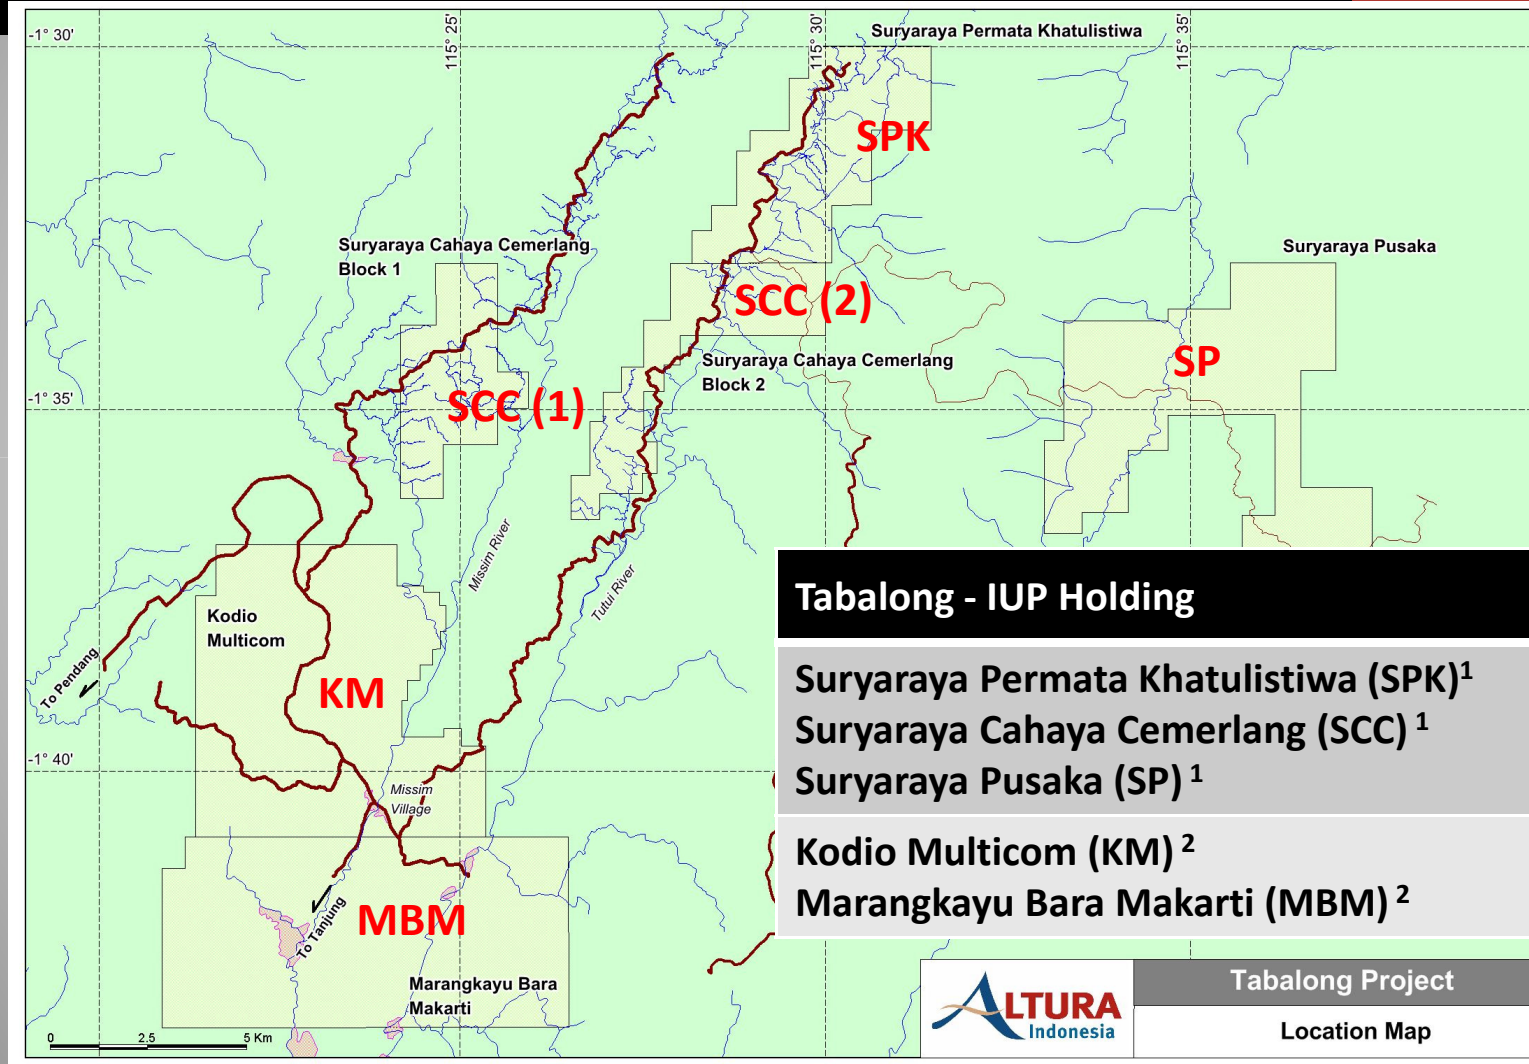 -1° 30'
115° 25'
115° 30'
115° 35'
Suryaraya Permata Khatulistiwa
SPK
Suryaraya Cahaya Cemerlang
Block 1
Suryaraya Pusaka
SCC (2)
SP
Suryaraya Cahaya Cemerlang
Block 2
-1° 35'
SCC (1)
Missim River
Tutui River
Kodio
Multicom
To Pendang
KM
-1° 40'
Missim
Village
MBM
To Tanjung
Marangkayu Bara
Makarti
0 2.5 5 Km
Tabalong - IUP Holding
Suryaraya Permata Khatulistiwa (SPK)¹
Suryaraya Cahaya Cemerlang (SCC) ¹
Suryaraya Pusaka (SP) ¹
Kodio Multicom (KM) ²
Marangkayu Bara Makarti (MBM) ²
ALTURA
Indonesia
Tabalong Project
Location Map